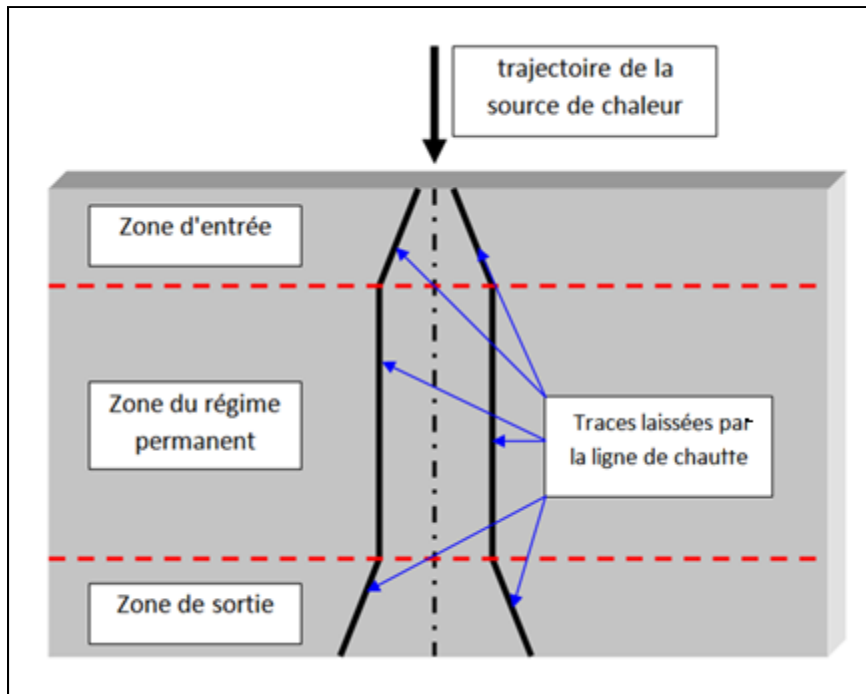 trajectoire de la
source de chaleur
Zone d'entrée
Zone du régime
permanent
Traces laissées par
la ligne de chautte
Zone de sortie